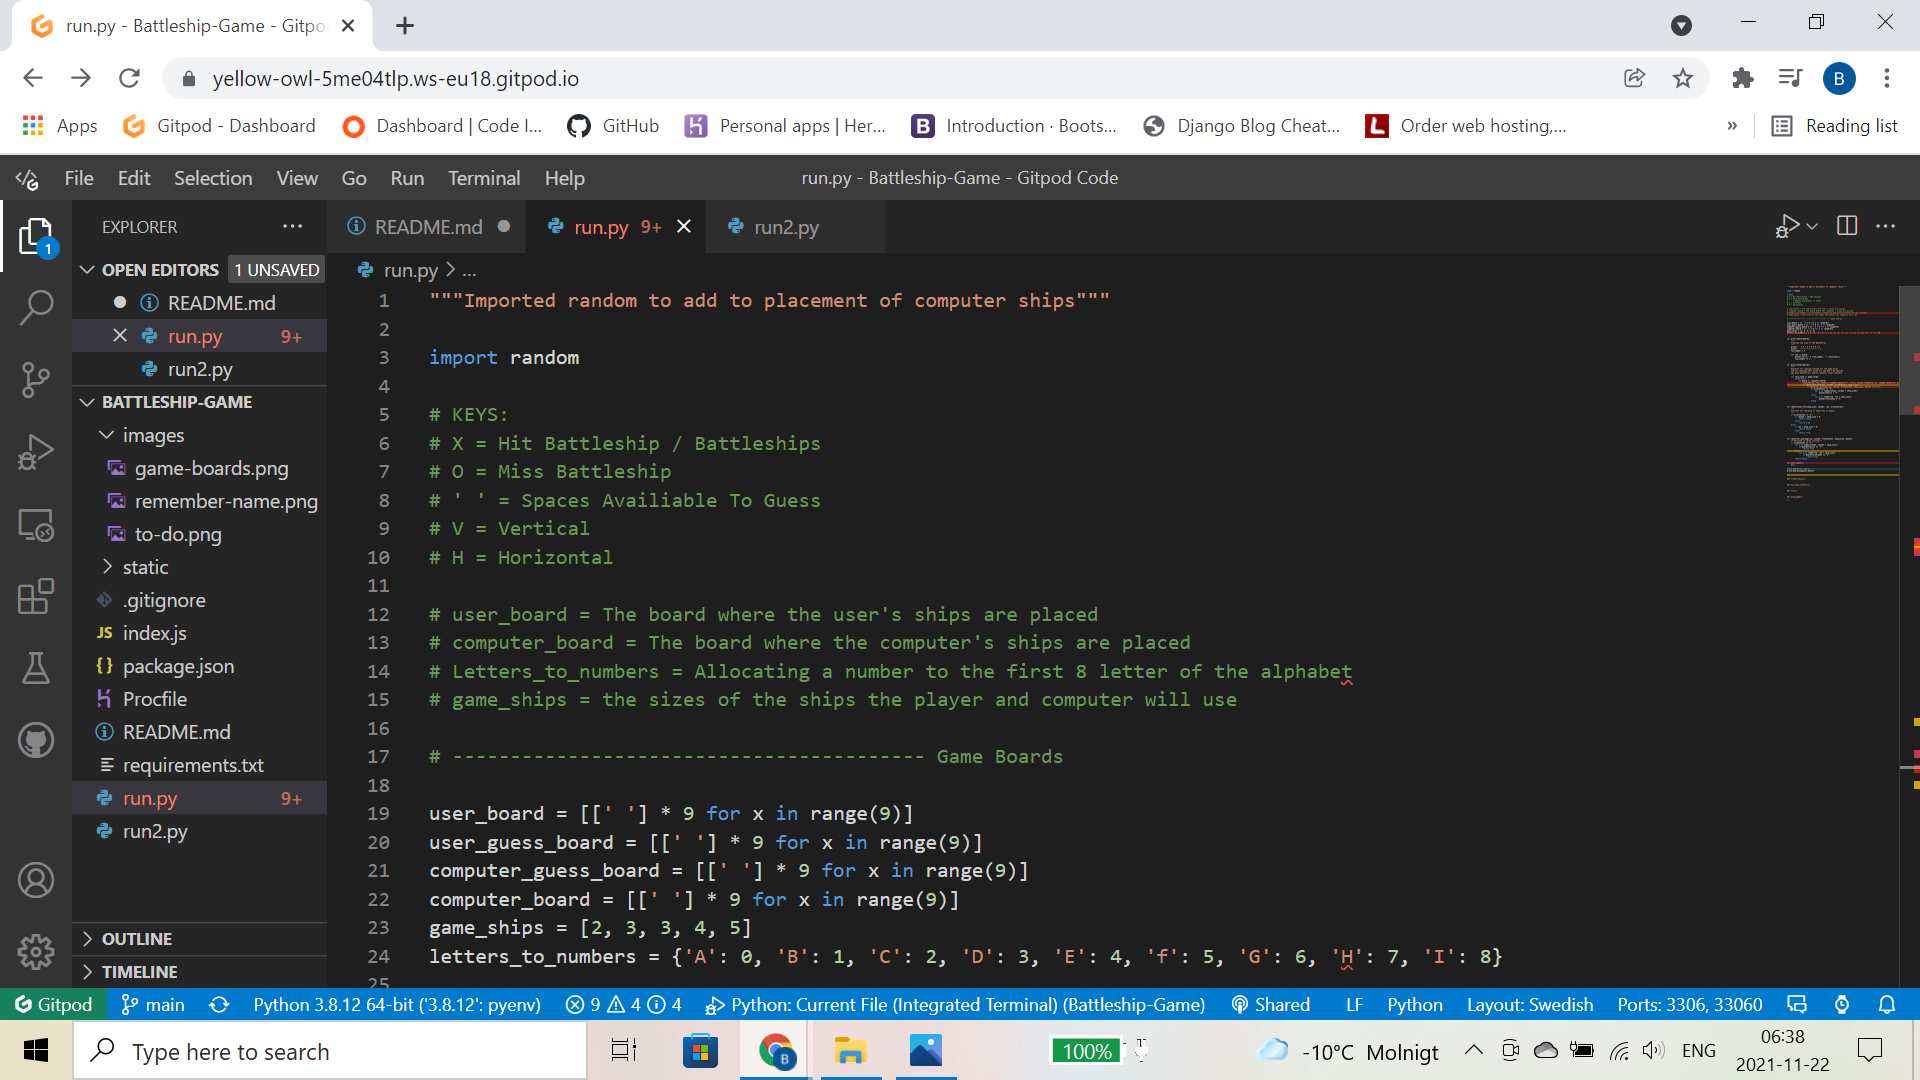 run.py - Battleship-Game - Gitpo
yellow-owl-5me04tlp.ws-eu18.gitpod.io
B
Apps
Gitpod - Dashboard
Dashboard | Code I...
GitHub
Personal apps | Her...
Introduction · Boots...
Django Blog Cheat...
Order web hosting,...
»
Reading list
File Edit Selection View Go Run Terminal Help
run.py - Battleship-Game - Gitpod Code
EXPLORER
1
README.md
run.py 9+
run2.py
OPEN EDITORS 1 UNSAVED
README.md
run.py 9+
run2.py
BATTLESHIP-GAME
images
game-boards.png
remember-name.png
to-do.png
static
.gitignore
JS index.js
{} package.json
Procfile
README.md
requirements.txt
run.py 9+
run2.py
OUTLINE
TIMELINE
run.py > ...
1 """Imported random to add to placement of computer ships"""
2
3 import random
4
5 # KEYS:
6 # X = Hit Battleship / Battleships
7 # O = Miss Battleship
8 # ' ' = Spaces Availiable To Guess
9 # V = Vertical
10 # H = Horizontal
11
12 # user_board = The board where the user's ships are placed
13 # computer_board = The board where the computer's ships are placed
14 # Letters_to_numbers = Allocating a number to the first 8 letter of the alphabet
15 # game_ships = the sizes of the ships the player and computer will use
16
17 # ----------------------------------------- Game Boards
18
19 user_board = [[' '] * 9 for x in range(9)]
20 user_guess_board = [[' '] * 9 for x in range(9)]
21 computer_guess_board = [[' '] * 9 for x in range(9)]
22 computer_board = [[' '] * 9 for x in range(9)]
23 game_ships = [2, 3, 3, 4, 5]
24 letters_to_numbers = {'A': 0, 'B': 1, 'C': 2, 'D': 3, 'E': 4, 'f': 5, 'G': 6, 'H': 7, 'I': 8}
25
Gitpod main Python 3.8.12 64-bit ('3.8.12': pyenv) 9 4 4 Python: Current File (Integrated Terminal) (Battleship-Game) Shared LF Python Layout: Swedish Ports: 3306, 33060
Type here to search
B
100%
-10°C Molnigt
ENG
06:38
2021-11-22